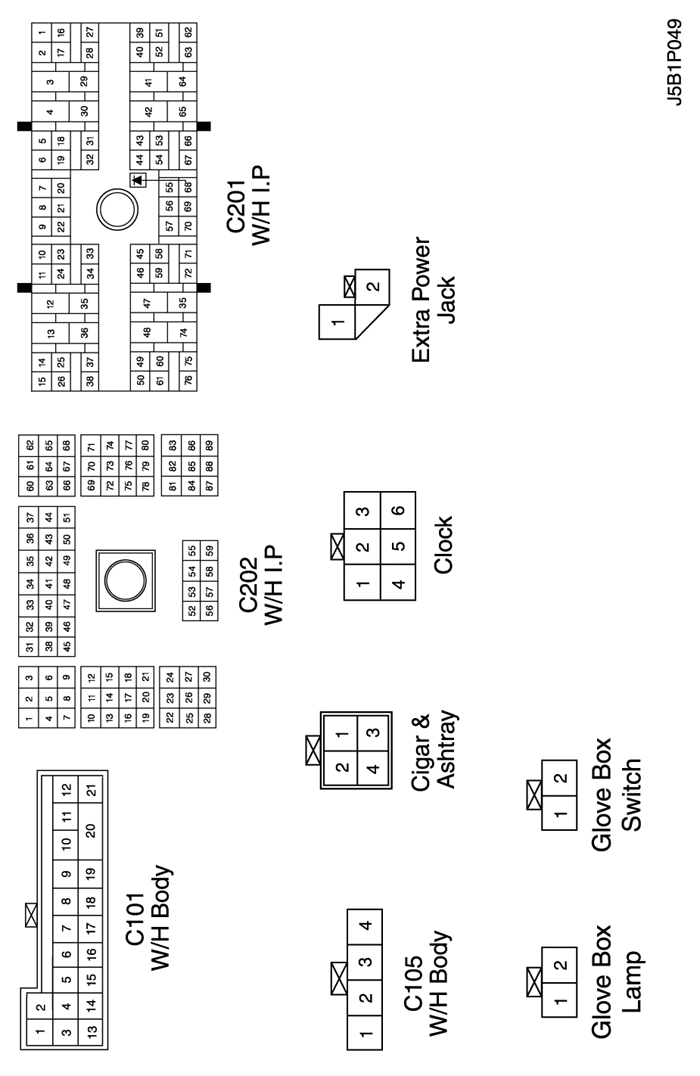 1 2
3 4 5 6 7 8 9 10 11 12
13 14 15 16 17 18 19 20 21
C101
W/H Body
1 2 3
4 5 6
7 8 9
10 11 12
13 14 15
16 17 18
19 20 21
22 23 24
25 26 27
28 29 30
31 32 33 34 35 36 37
38 39 40 41 42 43 44
45 46 47 48 49 50 51
52 53 54 55
56 57 58 59
60 61 62
63 64 65
66 67 68
69 70 71
72 73 74
75 76 77
78 79 80
81 82 83
84 85 86
87 88 89
C202
W/H I.P
15 14 13 12 11 10 9 8 7 6 5 4 3 2 1
26 25 24 23 22 21 20 19 18 17 16
38 37 36 35 34 33 32 31 30 29 28 27
50 49 48 47 46 45 44 43 42 41 40 39
61 60 59 58 57 56 55 54 53 52 51
76 75 74 35 72 71 70 69 68 67 66 65 64 63 62
C201
W/H I.P
1 2 3 4
C105
W/H Body
2 1
4 3
Cigar &
Ashtray
1 2 3
4 5 6
Clock
1 2
Extra Power
Jack
1 2
Glove Box
Lamp
1 2
Glove Box
Switch
J5B1P049